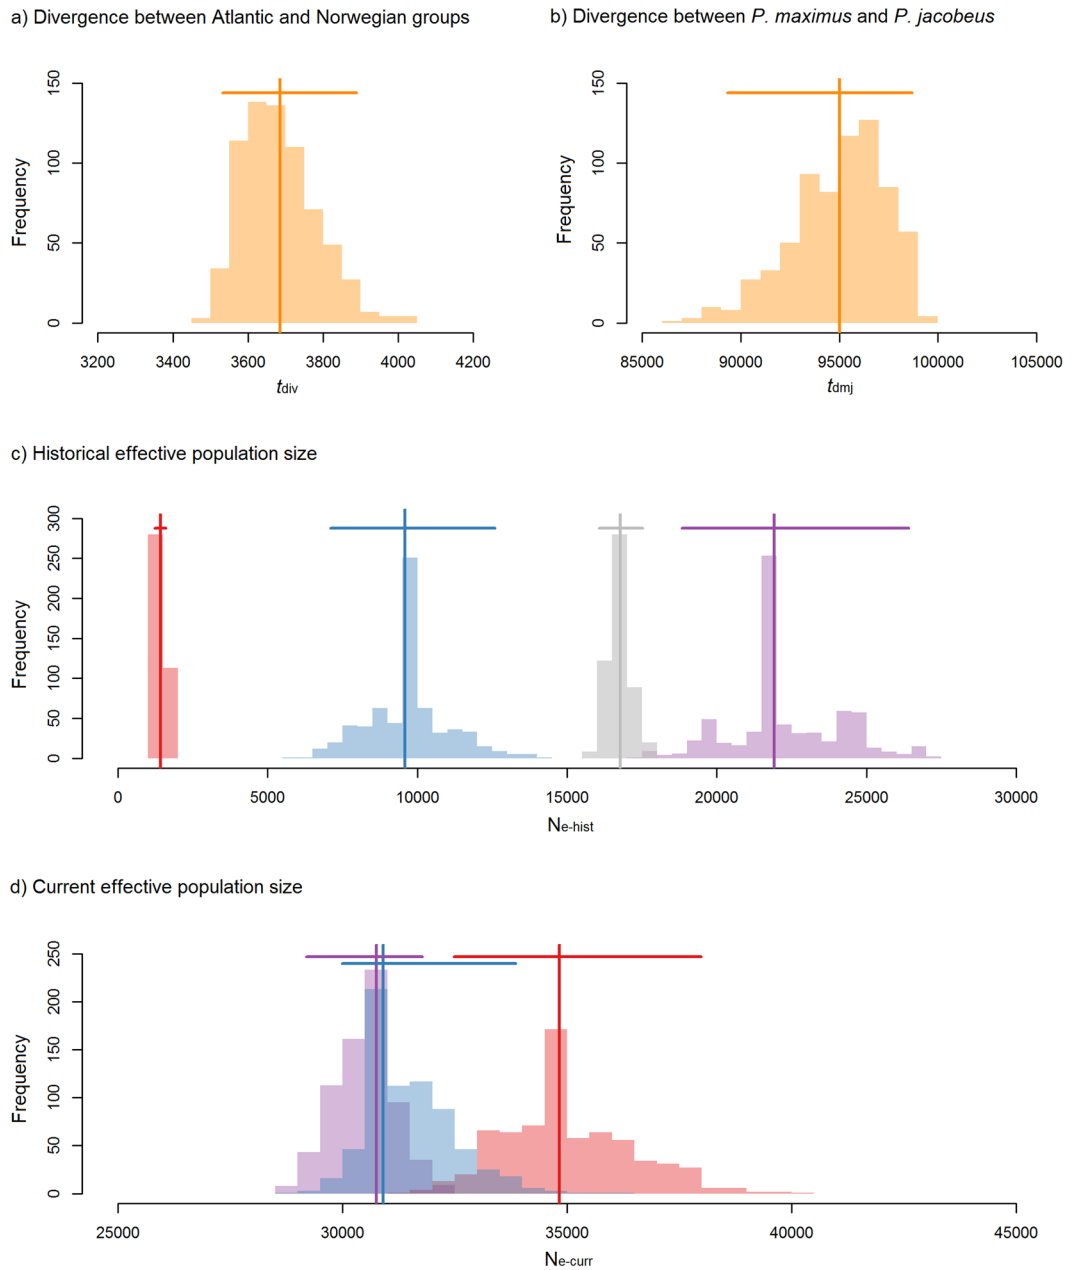 a) Divergence between Atlantic and Norwegian groups
b) Divergence between P. maximus and P. jacobeus
Frequency
0
50
100
150
3200 3400 3600 3800 4000 4200
tdiv
Frequency
0
50
100
150
85000 90000 95000 100000 105000
tdmj
c) Historical effective population size
Frequency
0
50
100
150
200
250
300
0 5000 10000 15000 20000 25000 30000
Ne-hist
d) Current effective population size
Frequency
0
50
100
150
200
250
25000 30000 35000 40000 45000
Ne-curr